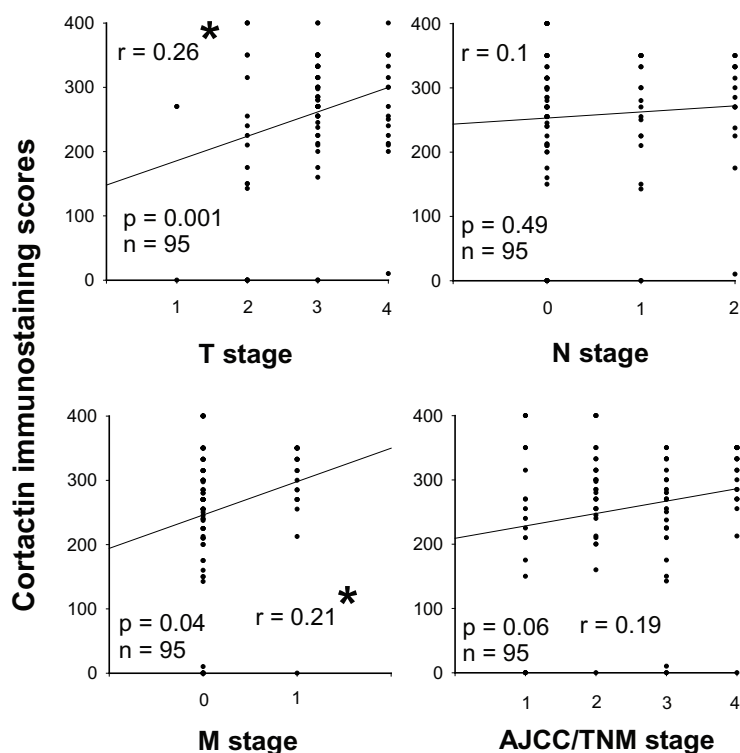 Cortactin immunostaining scores
400
300
200
100
0
r = 0.26 *
p = 0.001
n = 95
1 2 3 4
T stage
400
300
200
100
0
r = 0.1
p = 0.49
n = 95
0 1 2
N stage
400
300
200
100
0
p = 0.04 r = 0.21 *
n = 95
0 1
M stage
400
300
200
100
0
p = 0.06 r = 0.19
n = 95
1 2 3 4
AJCC/TNM stage